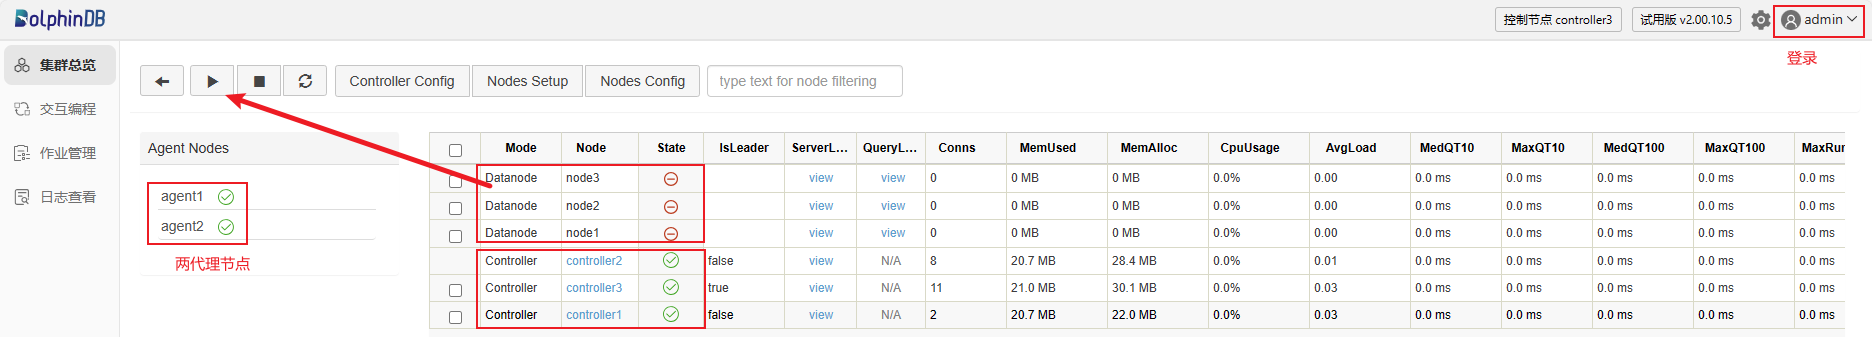 DolphinDB
控制节点 controller3
试用版 v2.00.10.5
admin
登录
集群总览
交互编程
作业管理
日志查看
Controller Config
Nodes Setup
Nodes Config
type text for node filtering
Agent Nodes
agent1
agent2
两代理节点
Mode Node State IsLeader ServerL... QueryL... Conns MemUsed MemAlloc CpuUsage AvgLoad MedQT10 MaxQT10 MedQT100 MaxQT100 MaxRun
Datanode node3 view view 0 0 MB 0 MB 0.0% 0.00 0.0 ms 0.0 ms 0.0 ms 0.0 ms 0.0 ms
Datanode node2 view view 0 0 MB 0 MB 0.0% 0.00 0.0 ms 0.0 ms 0.0 ms 0.0 ms 0.0 ms
Datanode node1 view view 0 0 MB 0 MB 0.0% 0.00 0.0 ms 0.0 ms 0.0 ms 0.0 ms 0.0 ms
Controller controller2 false view N/A 8 20.7 MB 28.4 MB 0.0% 0.01 0.0 ms 0.0 ms 0.0 ms 0.0 ms 0.0 ms
Controller controller3 true view N/A 11 21.0 MB 30.1 MB 0.0% 0.03 0.0 ms 0.0 ms 0.0 ms 0.0 ms 0.0 ms
Controller controller1 false view N/A 2 20.7 MB 22.0 MB 0.0% 0.03 0.0 ms 0.0 ms 0.0 ms 0.0 ms 0.0 ms